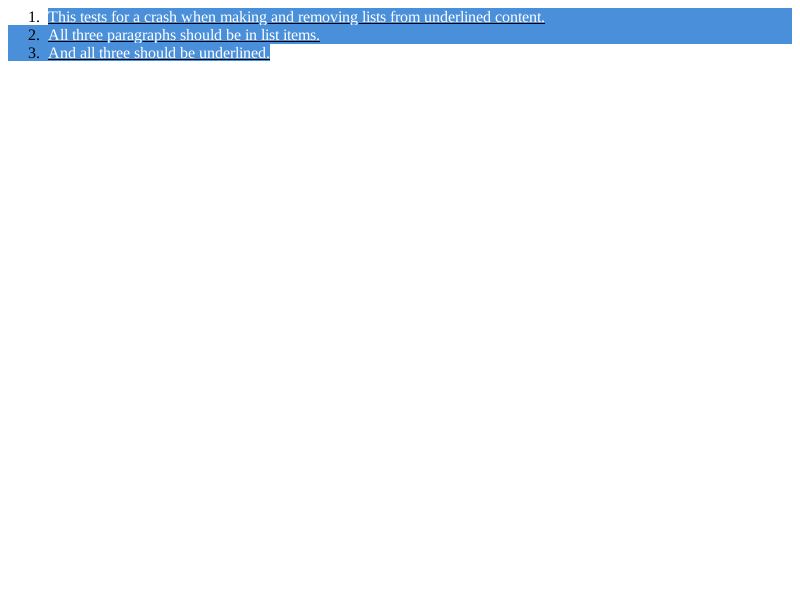 1. This tests for a crash when making and removing lists from underlined content.
2. All three paragraphs should be in list items.
3. And all three should be underlined.